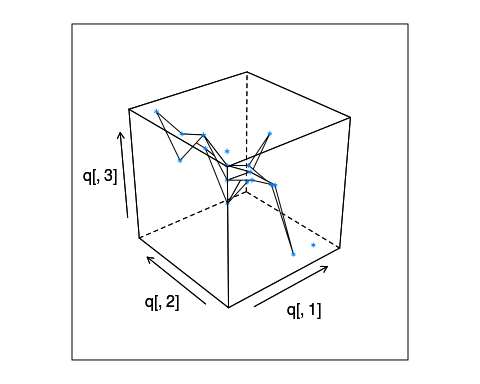 q[, 3]
q[, 2]
q[, 1]